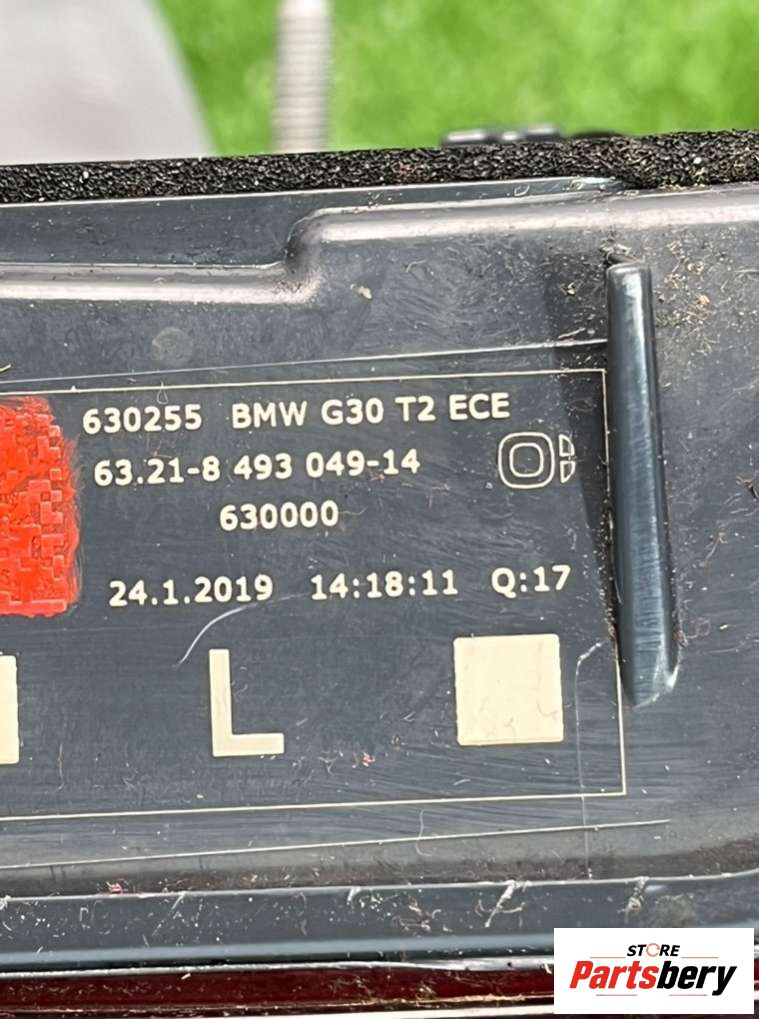 630255 BMW G30 T2 ECE
63.21-8 493 049-14
630000
24.1.2019 14:18:11 Q:17
L
STORE
Partsbery